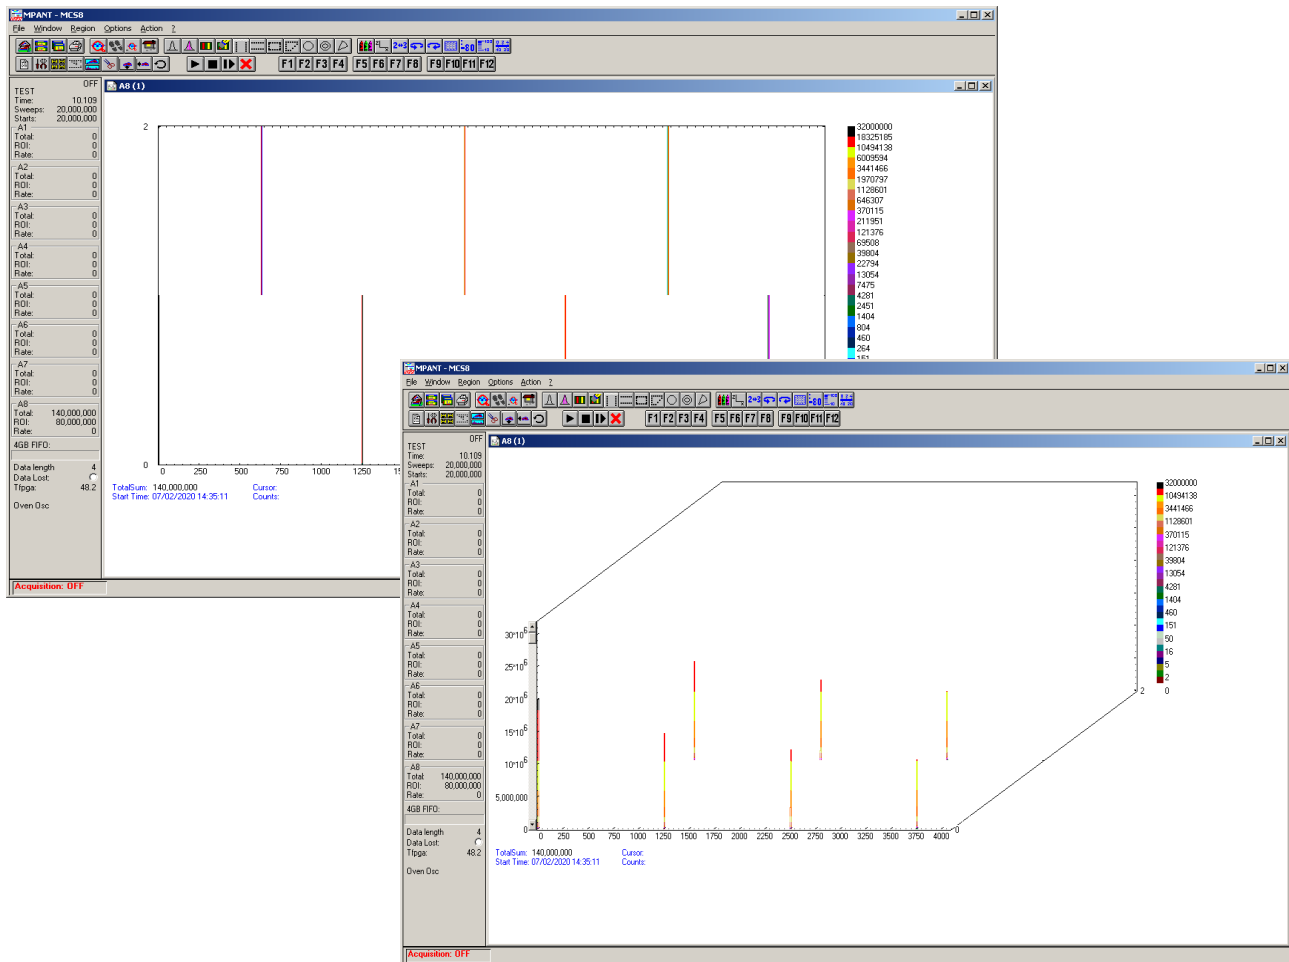 MPANT - MCS8
File Window Region Options Action ?
F1 F2 F3 F4 F5 F6 F7 F8 F9 F10 F11 F12
OFF
TEST
Time: 10.109
Sweeps: 20,000,000
Starts: 20,000,000
A1
Total: 0
ROI: 0
Rate: 0
A2
Total: 0
ROI: 0
Rate: 0
A3
Total: 0
ROI: 0
Rate: 0
A4
Total: 0
ROI: 0
Rate: 0
A5
Total: 0
ROI: 0
Rate: 0
A6
Total: 0
ROI: 0
Rate: 0
A7
Total: 0
ROI: 0
Rate: 0
A8
Total: 140,000,000
ROI: 80,000,000
Rate: 0
4GB FIFO:
Data length 4
Data Lost:
Tfpga: 48.2
Oven Osc
Acquisition: OFF
A8 (1)
2
0
0 250 500 750 1000 1250
TotalSum: 140,000,000 Cursor:
Start Time: 07/02/2020 14:35:11 Counts:
32000000
18325185
10494138
6009594
3441466
1970797
1128601
646307
370115
211951
121376
69508
39804
22794
13054
7475
4281
2451
1404
804
460
264
MPANT - MCS8
File Window Region Options Action ?
F1 F2 F3 F4 F5 F6 F7 F8 F9 F10 F11 F12
OFF
TEST
Time: 10.109
Sweeps: 20,000,000
Starts: 20,000,000
A1
Total: 0
ROI: 0
Rate: 0
A2
Total: 0
ROI: 0
Rate: 0
A3
Total: 0
ROI: 0
Rate: 0
A4
Total: 0
ROI: 0
Rate: 0
A5
Total: 0
ROI: 0
Rate: 0
A6
Total: 0
ROI: 0
Rate: 0
A7
Total: 0
ROI: 0
Rate: 0
A8
Total: 140,000,000
ROI: 80,000,000
Rate: 0
4GB FIFO:
Data length 4
Data Lost:
Tfpga: 48.2
Oven Osc
Acquisition: OFF
A8 (1)
30*10^6
25*10^6
20*10^6
15*10^6
10*10^6
5,000,000
0
0 250 500 750 1000 1250 1500 1750 2000 2250 2500 2750 3000 3250 3500 3750 4000
0
2
TotalSum: 140,000,000 Cursor:
Start Time: 07/02/2020 14:35:11 Counts:
32000000
10494138
3441466
1128601
370115
121376
39804
13054
4281
1404
460
151
50
16
5
2
0